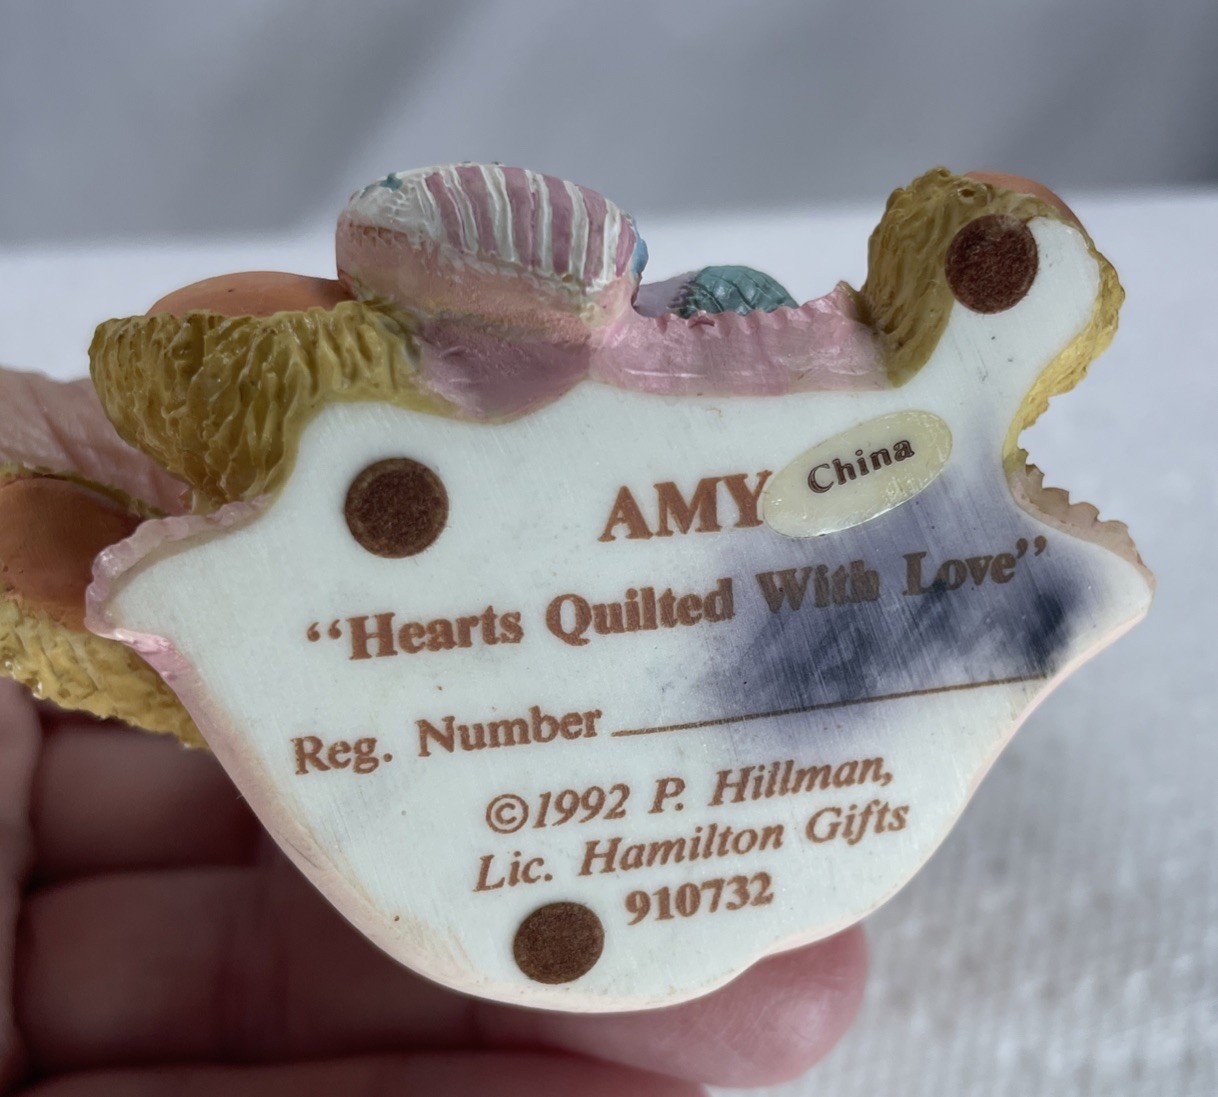 AMY
China
“Hearts Quilted With Love”
Reg. Number
©1992 P. Hillman,
Lic. Hamilton Gifts
910732